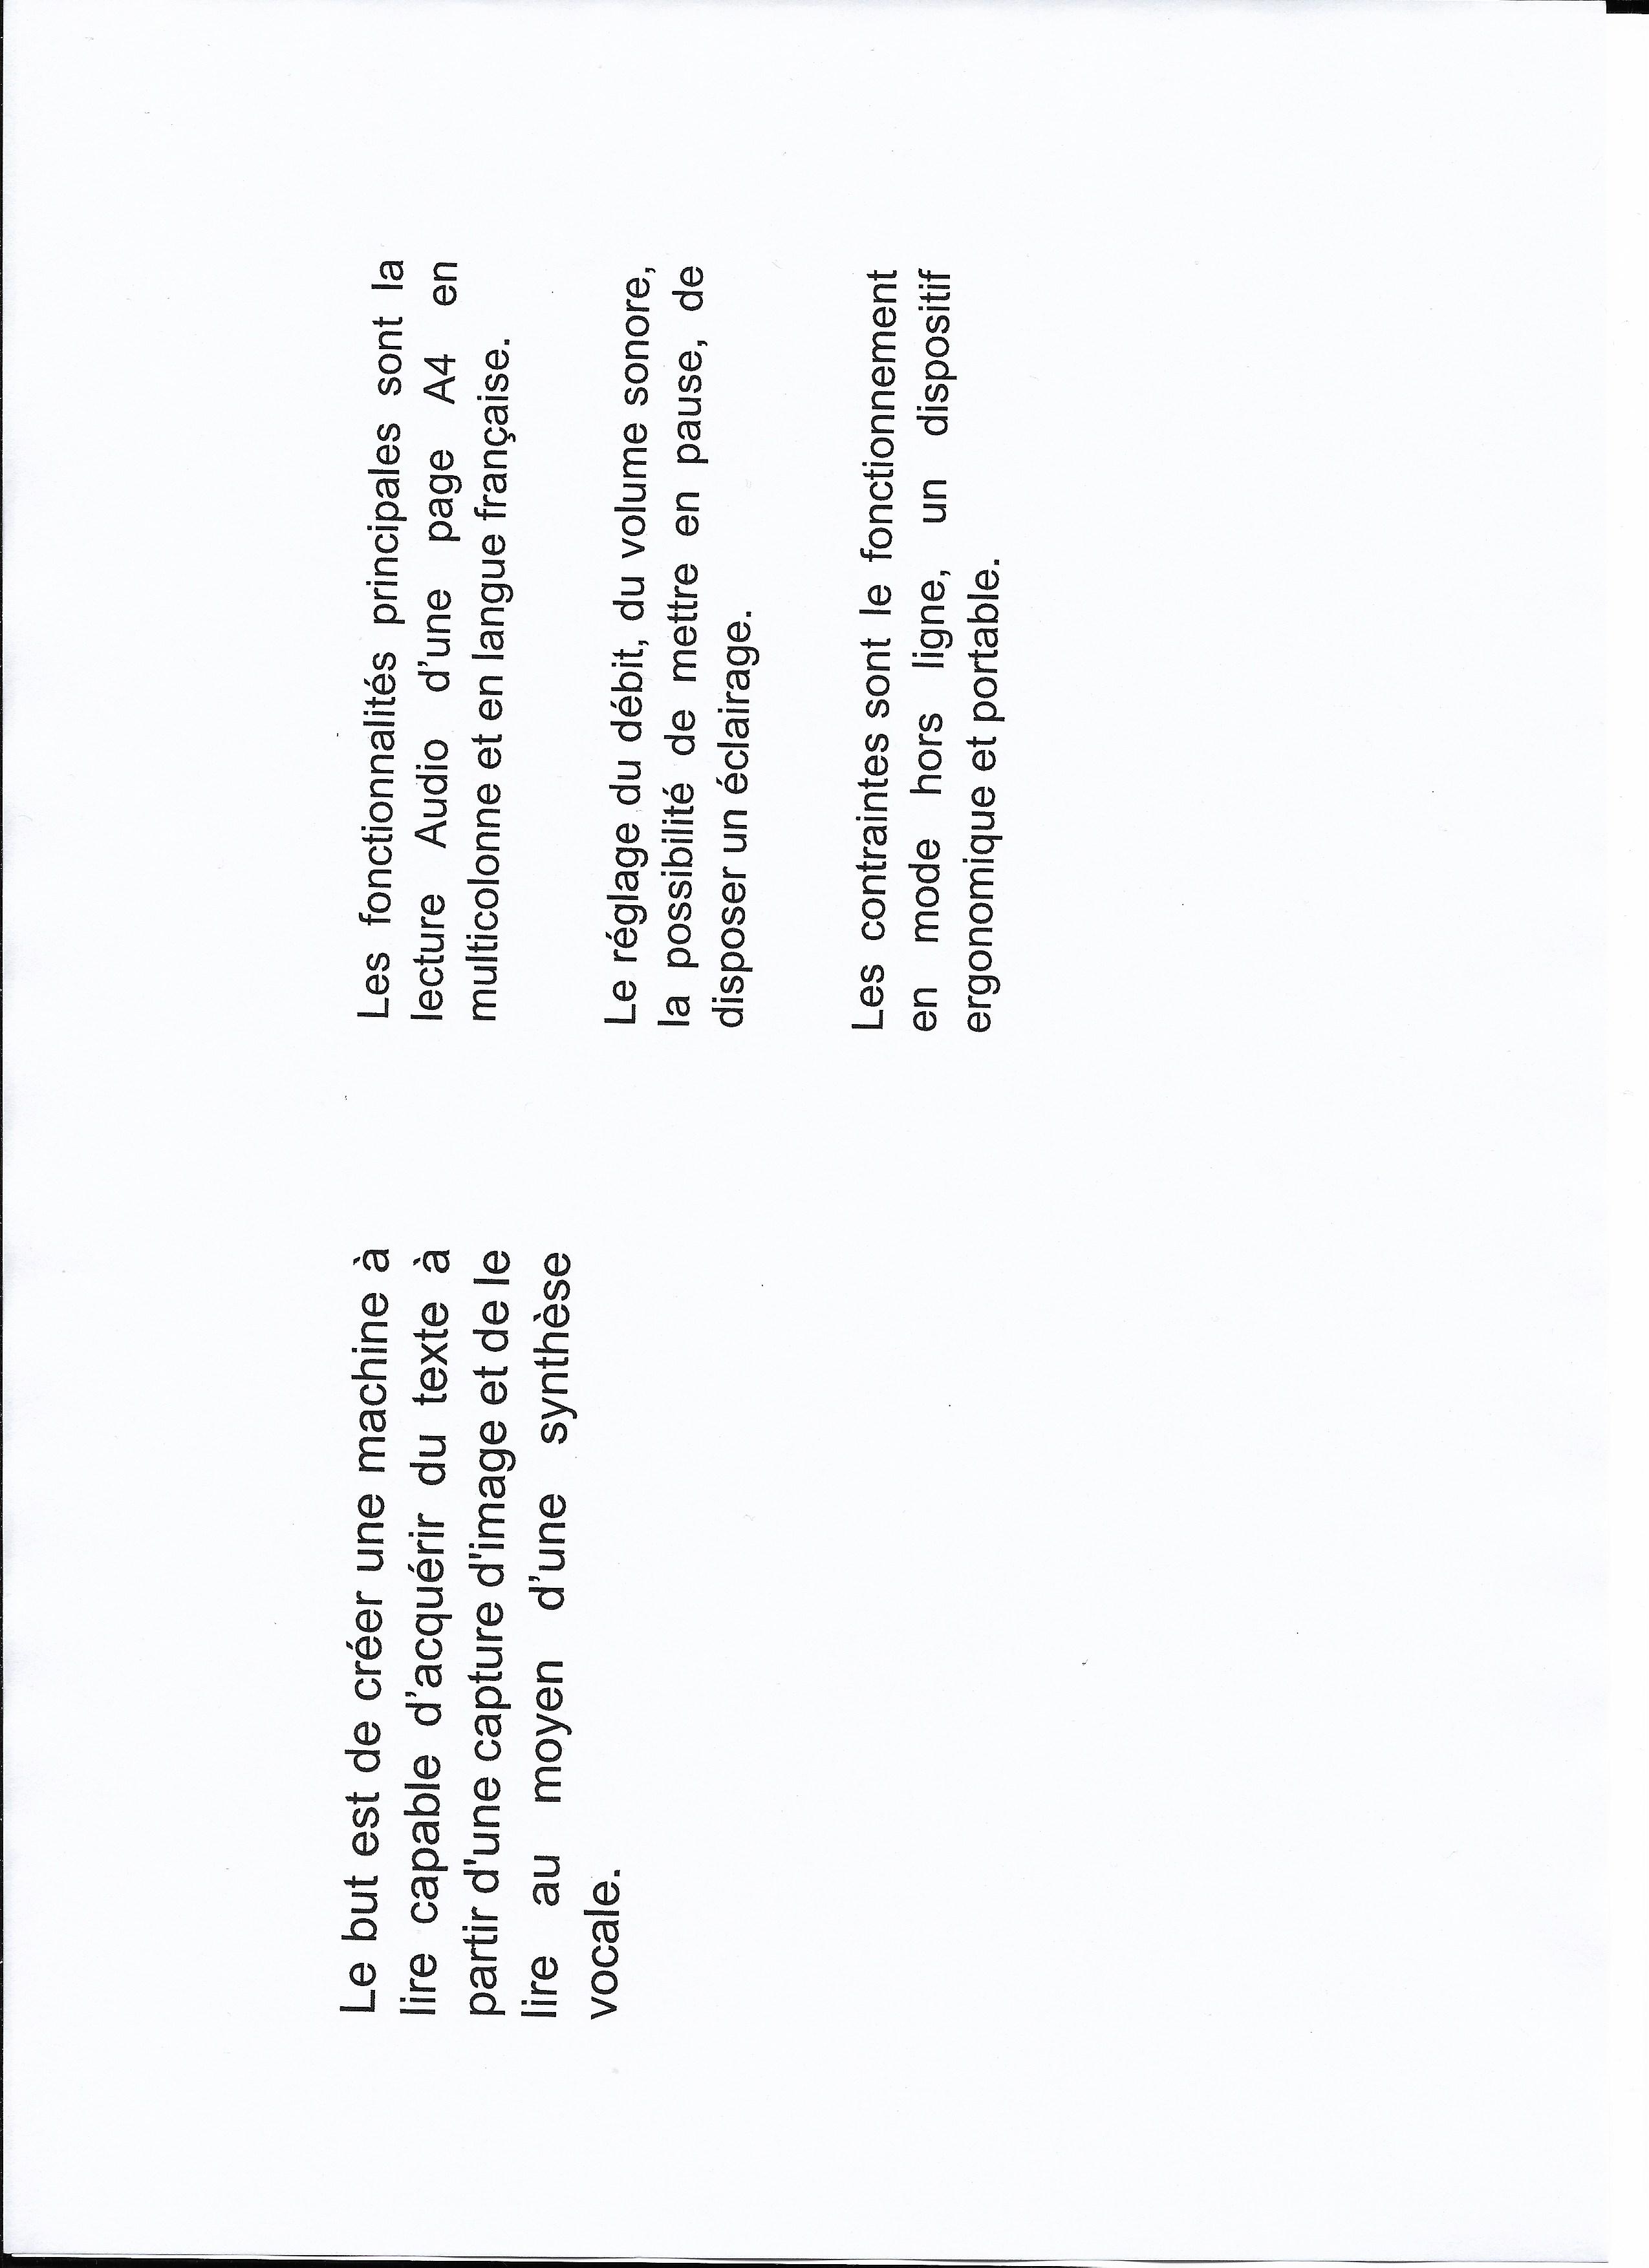 Le but est de créer une machine à
lire capable d’acquérir du texte à
partir d'une capture d'image et de le
lire au moyen d’une synthèse
vocale.
Les fonctionnalités principales sont la
lecture Audio d’une page A4 en
multicolonne et en langue française.
Le réglage du débit, du volume sonore,
la possibilité de mettre en pause, de
disposer un éclairage.
Les contraintes sont le fonctionnement
en mode hors ligne, un dispositif
ergonomique et portable.